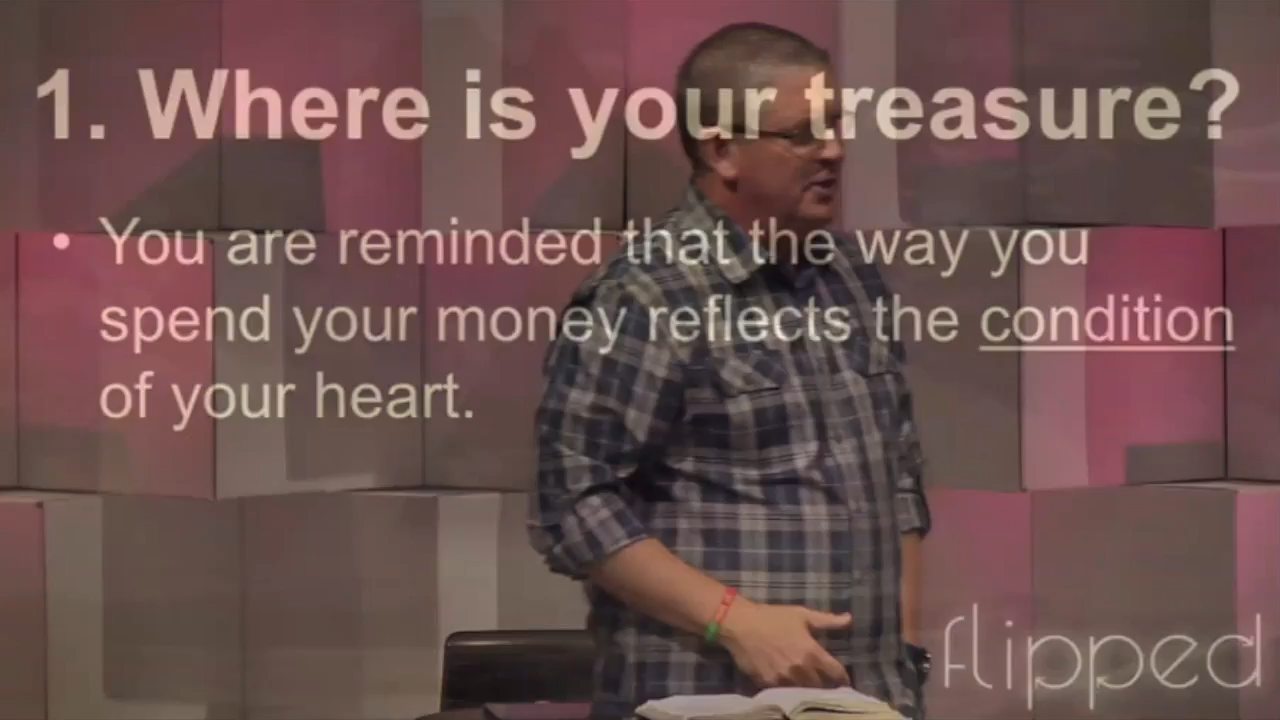 1. Where is your treasure?
• You are reminded that the way you
spend your money reflects the condition
of your heart.
flipped